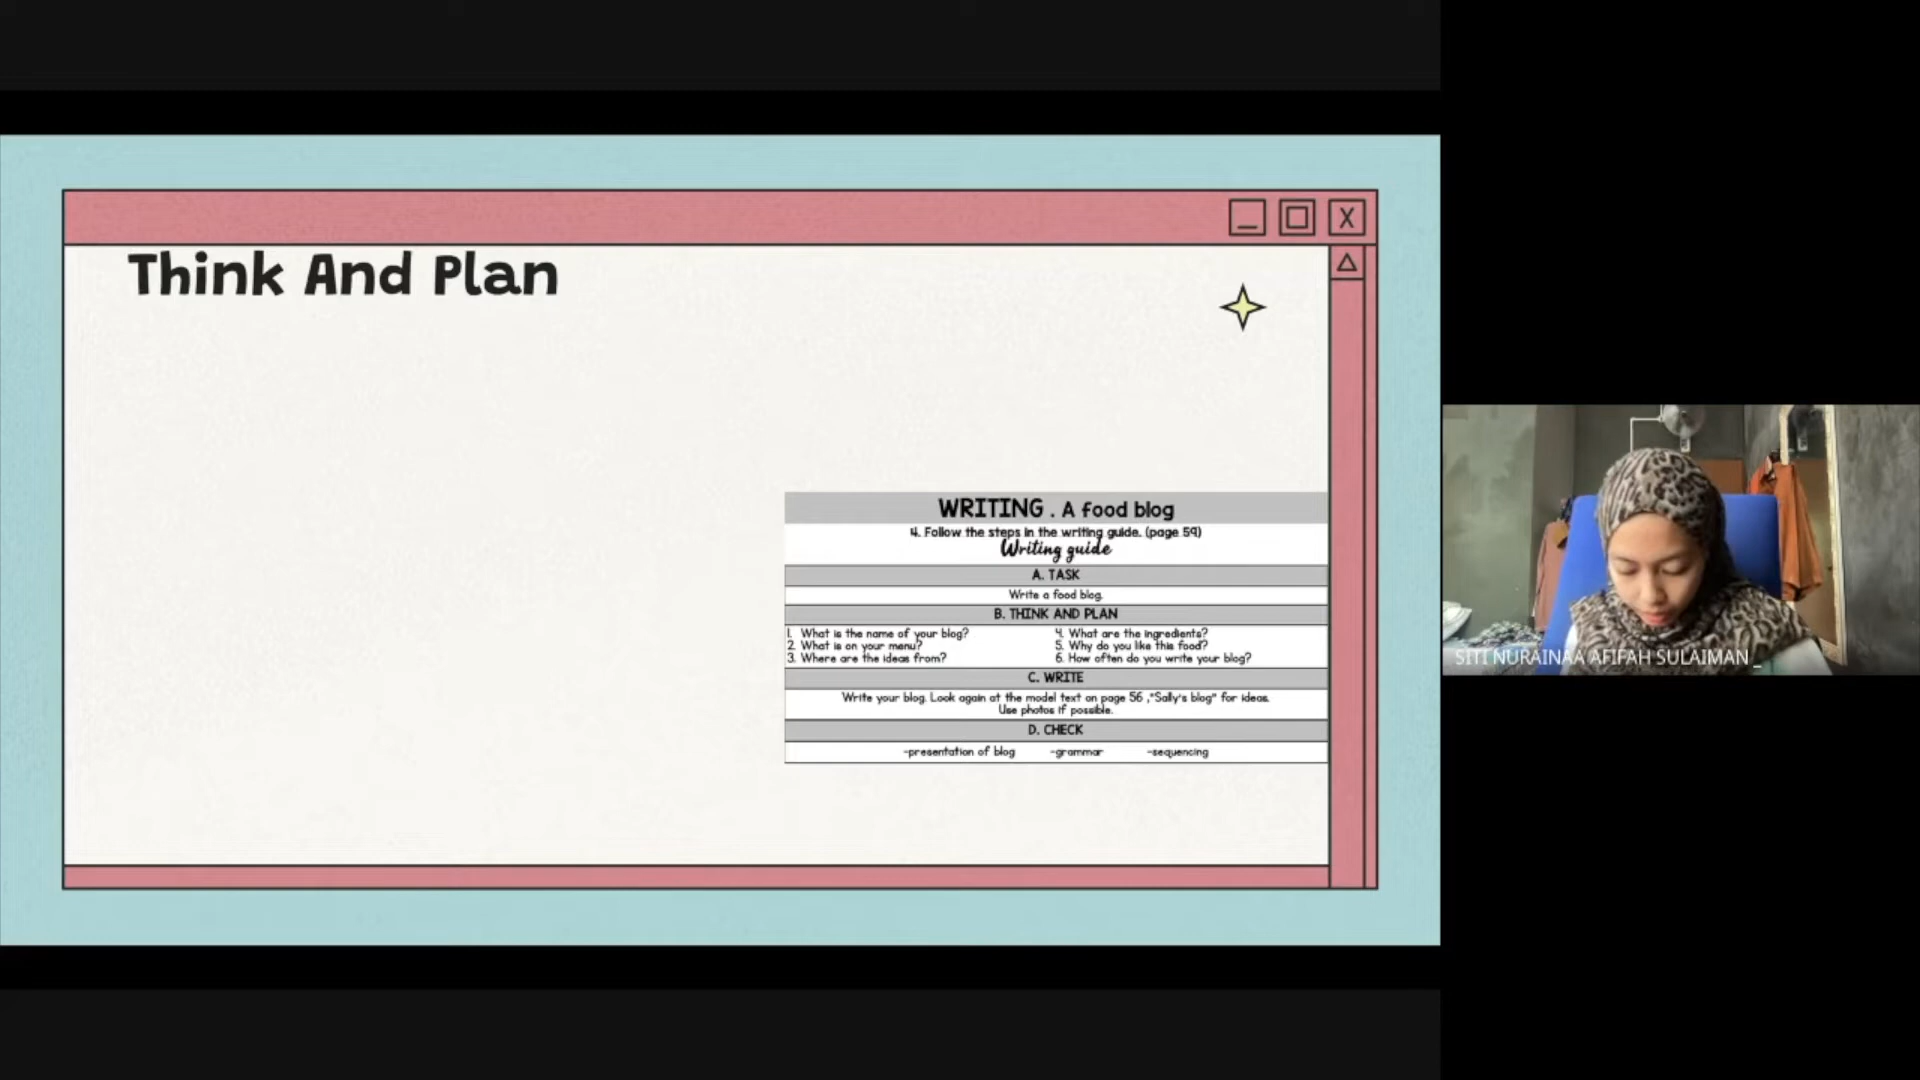 Think And Plan
X
WRITING . A food blog
4. Follow the steps in the writing guide. (page 59)
Writing guide
A. TASK
Write a food blog.
B. THINK AND PLAN
1. What is the name of your blog?
2. What is on your menu?
3. Where are the ideas from?
4. What are the ingredients?
5. Why do you like this food?
6. How often do you write your blog?
C. WRITE
Write your blog. Look again at the model text on page 56 ,"Sally's blog" for ideas.
Use photos if possible.
D. CHECK
-presentation of blog -grammar -sequencing
SITI NURAINAA AFIFAH SULAIMAN _